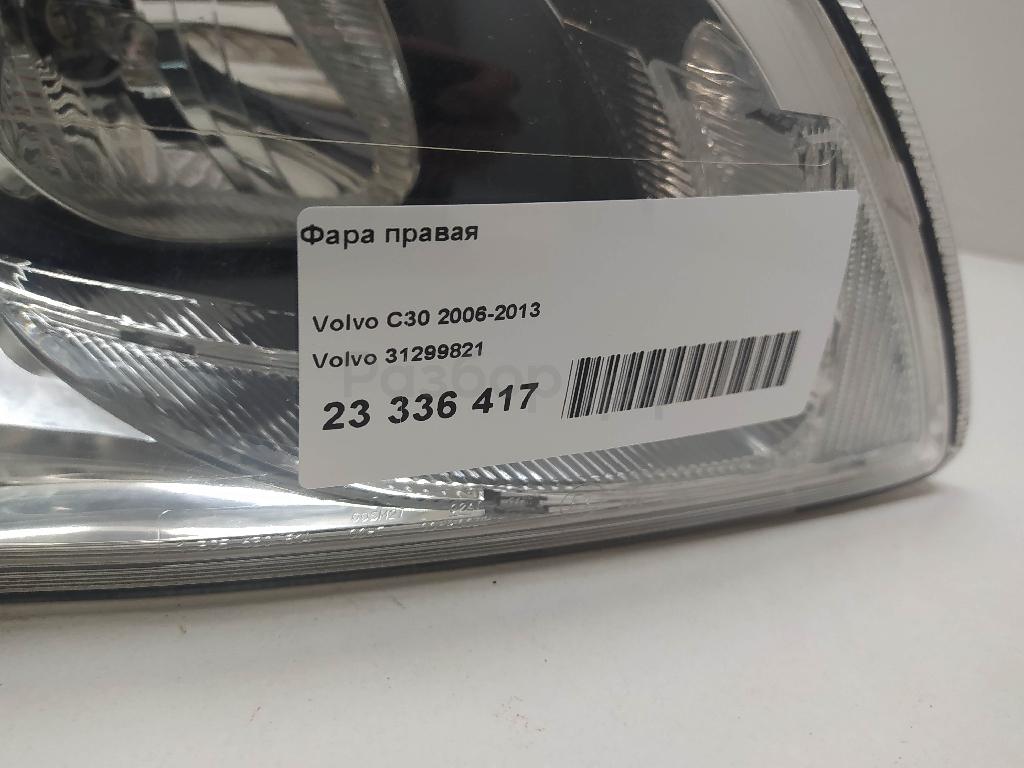 Фара правая
Volvo C30 2006-2013
Volvo 31299821
23 336 417